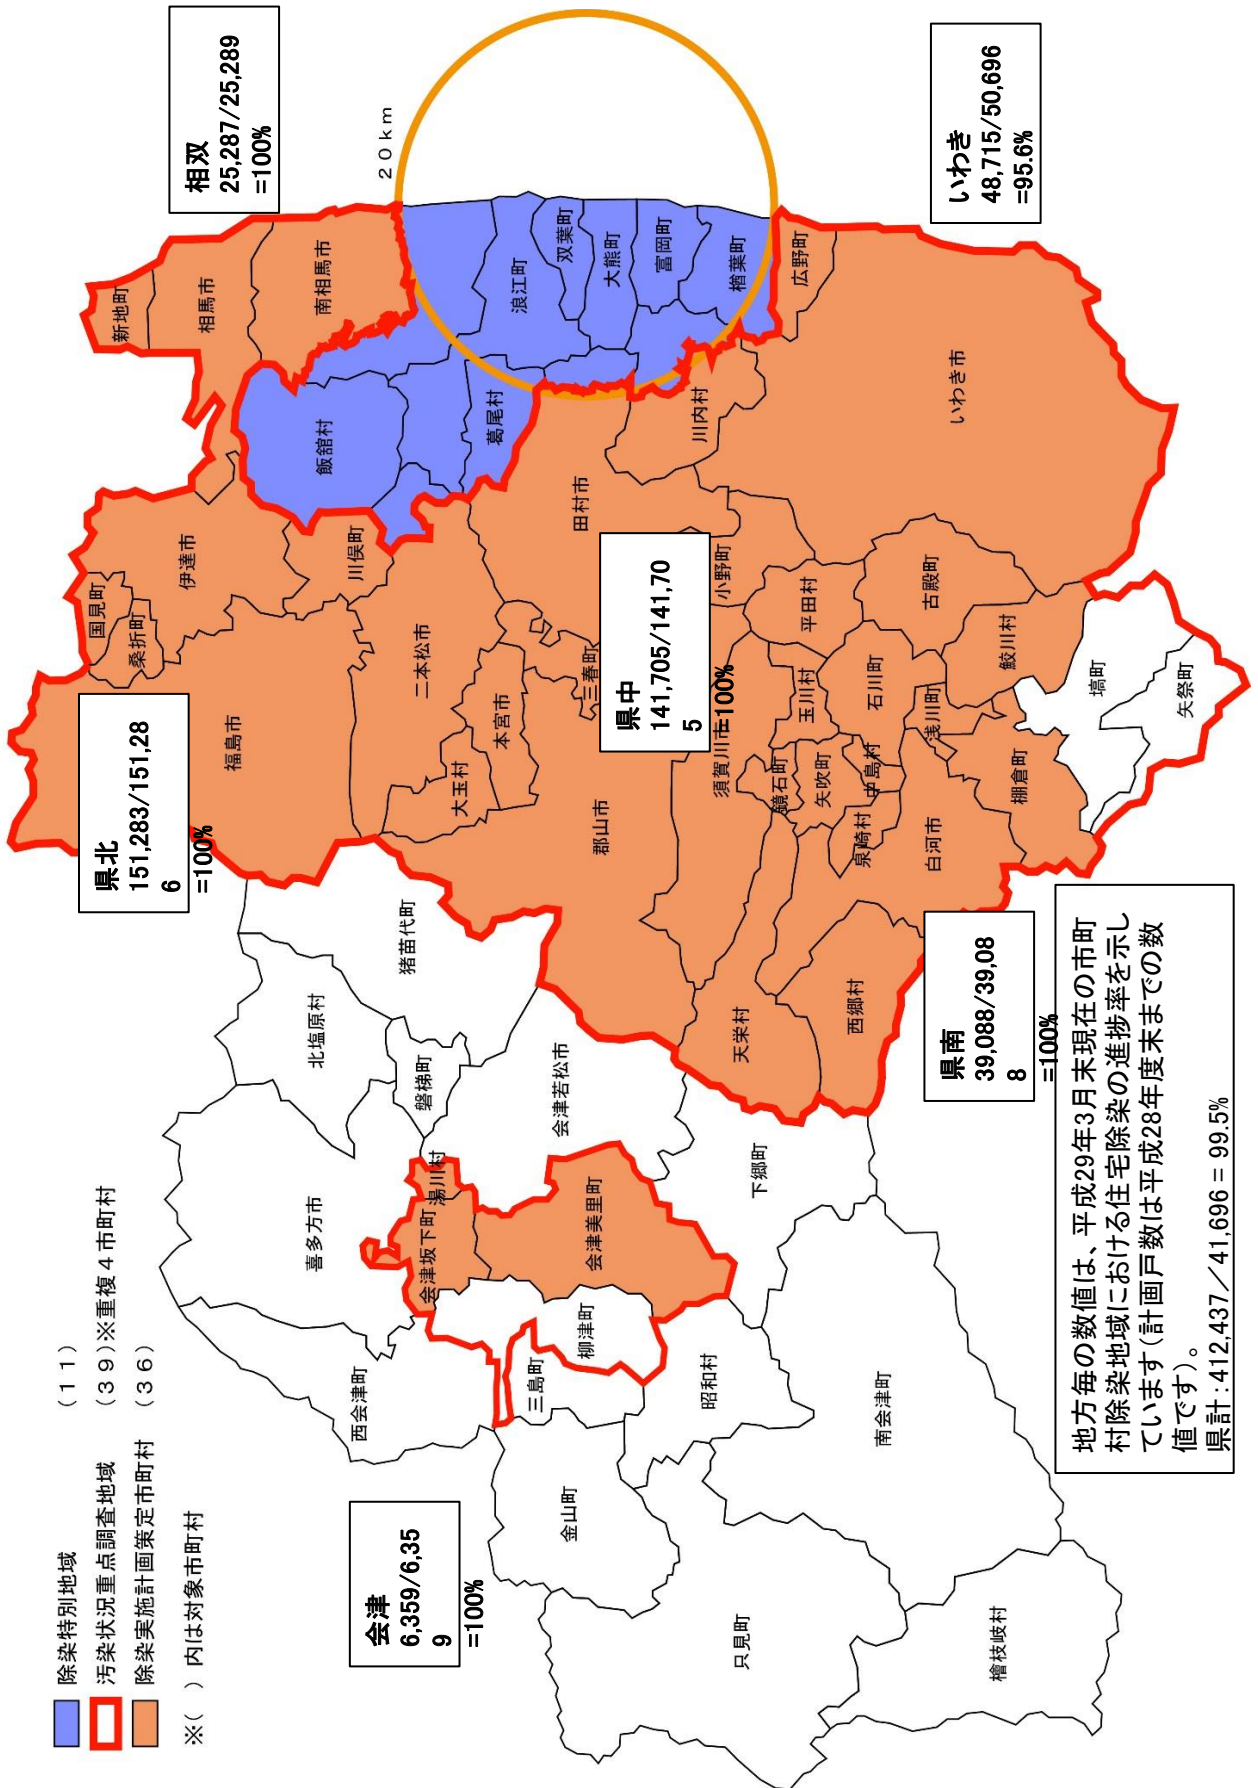 除染特別地域　　　（１１）
汚染状況重点調査地域　（３９）※重複４市町村
除染実施計画策定市町村　（３６）
※（　）内は対象市町村
相双
25,287/25,289
=100%
２０ｋｍ
県北
151,283/151,28
6
=100%
県中
141,705/141,70
5
=100%
いわき
48,715/50,696
=95.6%
会津
6,359/6,35
9
=100%
県南
39,088/39,08
8
=100%
新地町
相馬市
南相馬市
飯舘村
浪江町
双葉町
大熊町
富岡町
楢葉町
葛尾村
広野町
川内村
いわき市
国見町
桑折町
伊達市
川俣町
福島市
二本松市
大玉村
本宮市
田村市
三春町
小野町
郡山市
須賀川市
平田村
古殿町
玉川村
石川町
鏡石町
矢吹町
中島村
浅川町
鮫川村
泉崎村
白河市
棚倉町
塙町
矢祭町
天栄村
西郷村
猪苗代町
北塩原村
磐梯町
会津若松市
喜多方市
湯川村
会津坂下町
会津美里町
下郷町
西会津町
三島町
柳津町
昭和村
金山町
南会津町
只見町
檜枝岐村
地方毎の数値は、平成29年3月末現在の市町
村除染地域における住宅除染の進捗率を示し
ています（計画戸数は平成28年度末までの数
値です）。
県計：412,437／41,696 = 99.5%